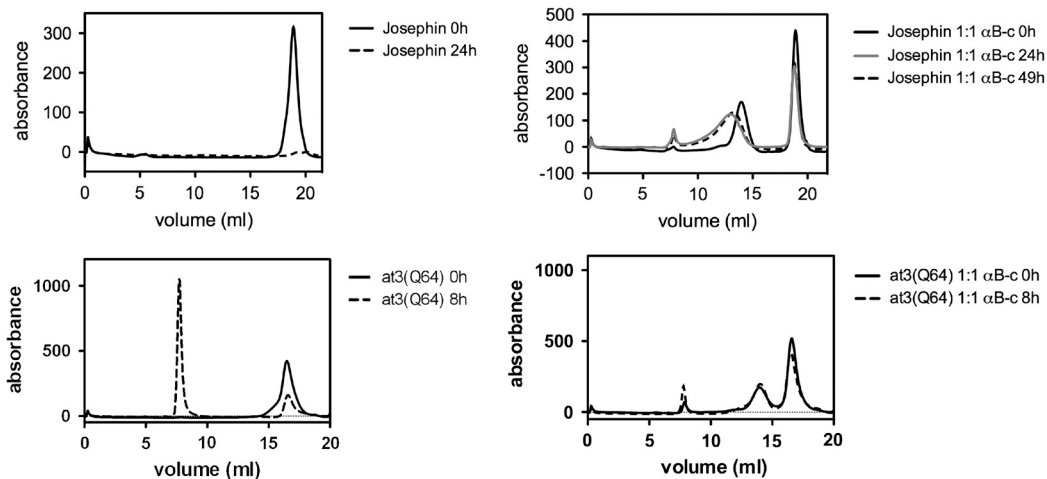 300
200
100
0
absorbance
0 5 10 15 20
volume (ml)
Josephin 0h
Josephin 24h
500
400
300
200
100
0
-100
absorbance
0 5 10 15 20
volume (ml)
Josephin 1:1 αB-c 0h
Josephin 1:1 αB-c 24h
Josephin 1:1 αB-c 49h
1000
500
0
absorbance
0 5 10 15 20
volume (ml)
at3(Q64) 0h
at3(Q64) 8h
1000
500
0
absorbance
0 5 10 15 20
volume (ml)
at3(Q64) 1:1 αB-c 0h
at3(Q64) 1:1 αB-c 8h